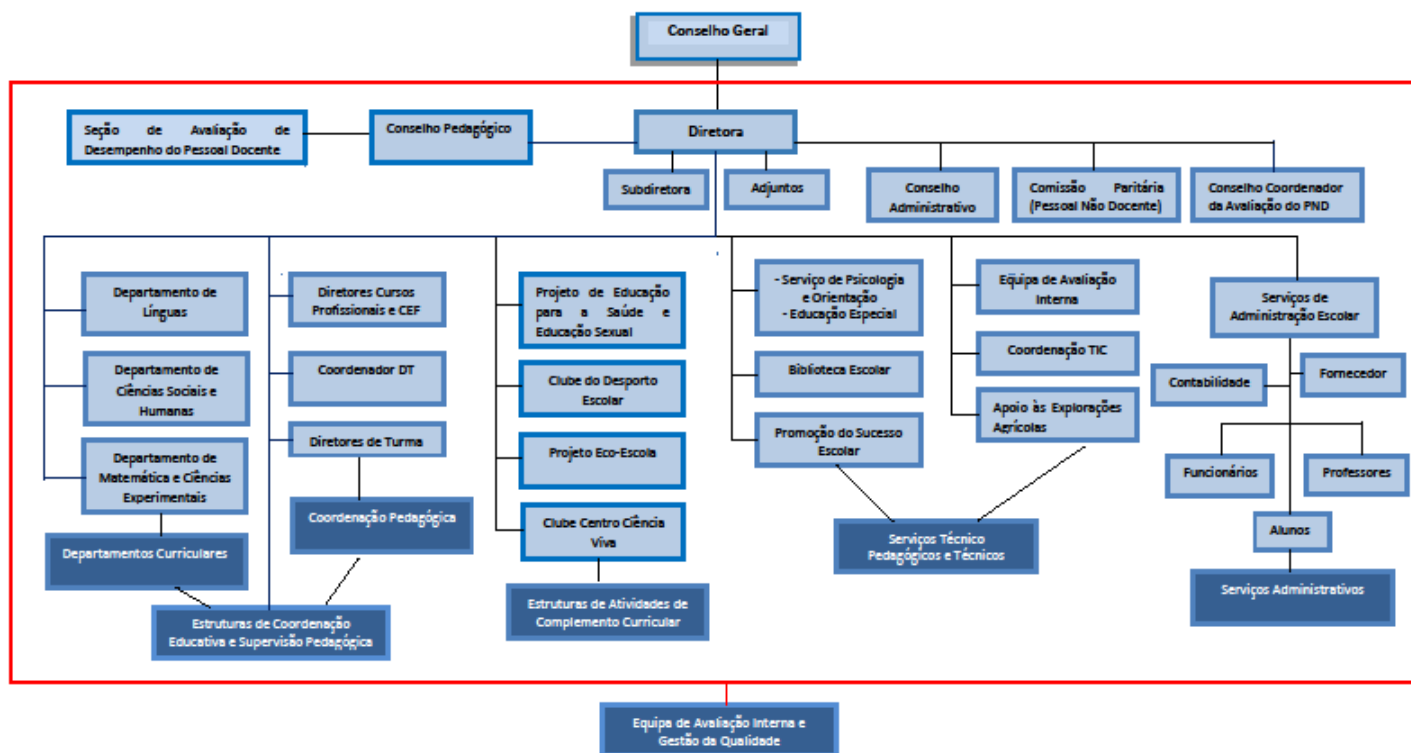 Conselho Geral
Seção de Avaliação de
Desempenho do Pessoal Docente
Conselho Pedagógico
Diretora
Subdiretora
Adjuntos
Conselho
Administrativo
Comissão Paritária
(Pessoal Não Docente)
Conselho Coordenador
da Avaliação do PND
Departamento de
Línguas
Departamento de
Ciências Sociais e
Humanas
Departamento de
Matemática e Ciências
Experimentais
Departamentos Curriculares
Diretores Cursos
Profissionais e CEF
Coordenador DT
Diretores de Turma
Coordenação Pedagógica
Estruturas de Coordenação
Educativa e Supervisão Pedagógica
Projeto de Educação
para a Saúde e
Educação Sexual
Clube do Desporto
Escolar
Projeto Eco-Escola
Clube Centro Ciência
Viva
Estruturas de Atividades de
Complemento Curricular
- Serviço de Psicologia
e Orientação
- Educação Especial
Biblioteca Escolar
Promoção do Sucesso
Escolar
Equipa de Avaliação
Interna
Coordenação TIC
Apoio às Explorações
Agrícolas
Serviços Técnico
Pedagógicos e Técnicos
Serviços de
Administração Escolar
Contabilidade
Fornecedor
Funcionários
Professores
Alunos
Serviços Administrativos
Equipa de Avaliação Interna e
Gestão da Qualidade